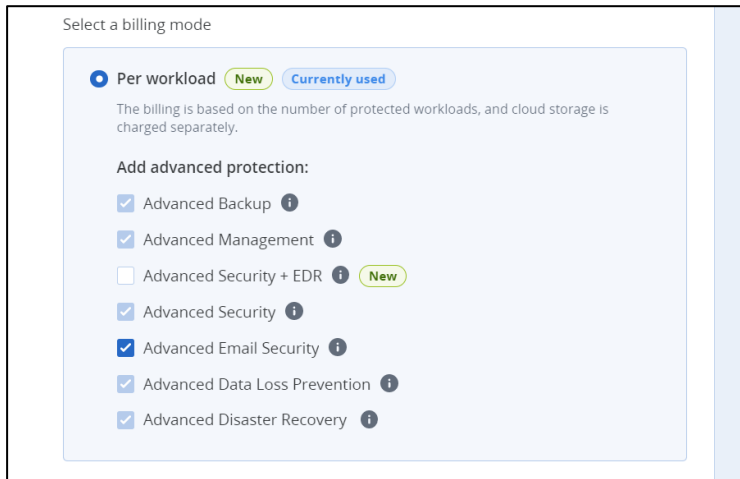 Select a billing mode
Per workload New Currently used
The billing is based on the number of protected workloads, and cloud storage is
charged separately.
Add advanced protection:
Advanced Backup
Advanced Management
Advanced Security + EDR New
Advanced Security
Advanced Email Security
Advanced Data Loss Prevention
Advanced Disaster Recovery